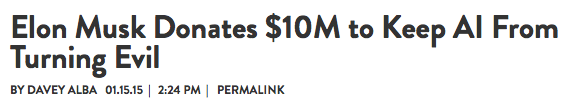 Elon Musk Donates $10M to Keep AI From
Turning Evil
BY DAVEY ALBA 01.15.15 | 2:24 PM | PERMALINK